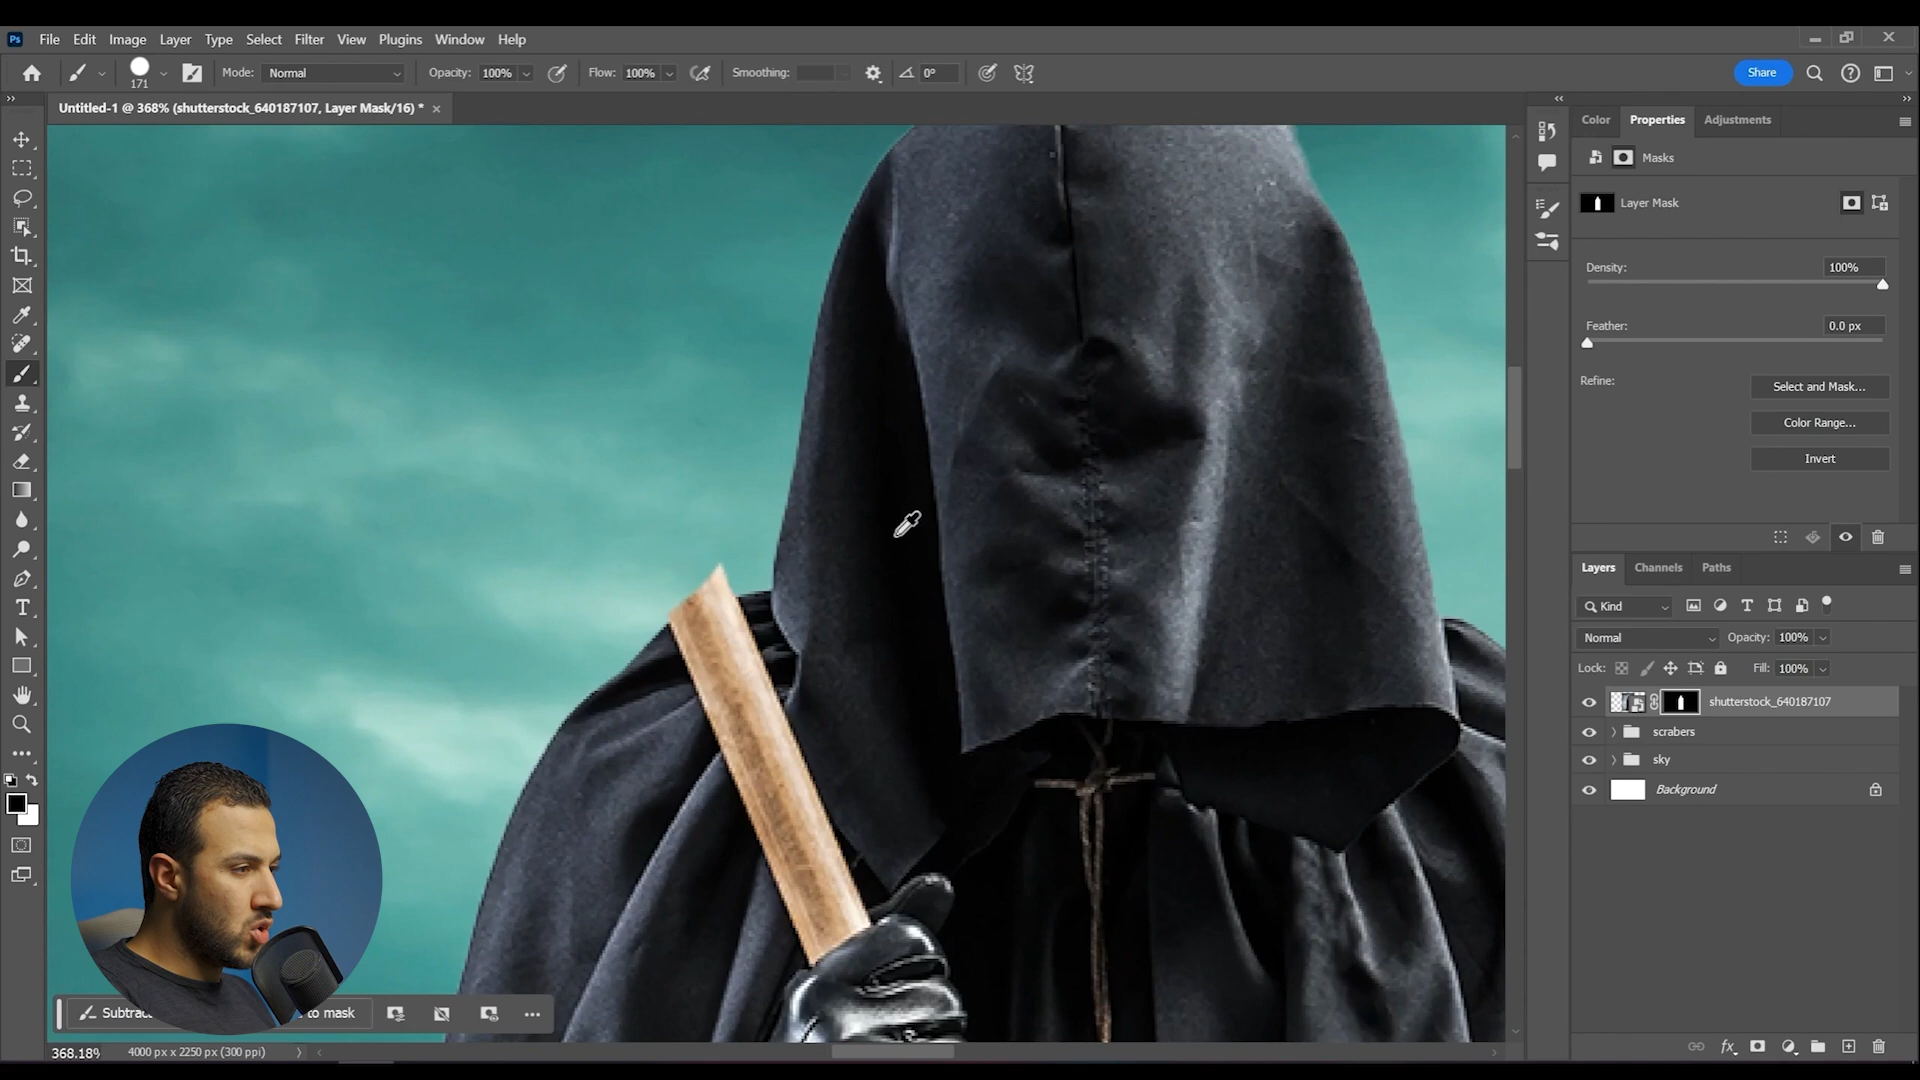 Ps File Edit Image Layer Type Select Filter View Plugins Window Help
171 Mode: Normal Opacity: 100% Flow: 100% Smoothing: 0° Share
Untitled-1 @ 368% (shutterstock_640187107, Layer Mask/16) *
Color Properties Adjustments
Masks
Layer Mask
Density: 100%
Feather: 0.0 px
Refine:
Select and Mask...
Color Range...
Invert
Layers Channels Paths
Kind
Normal Opacity: 100%
Lock: Fill: 100%
shutterstock_640187107
scrabers
sky
Background
to mask
368.18% 4000 px x 2250 px (300 ppi)